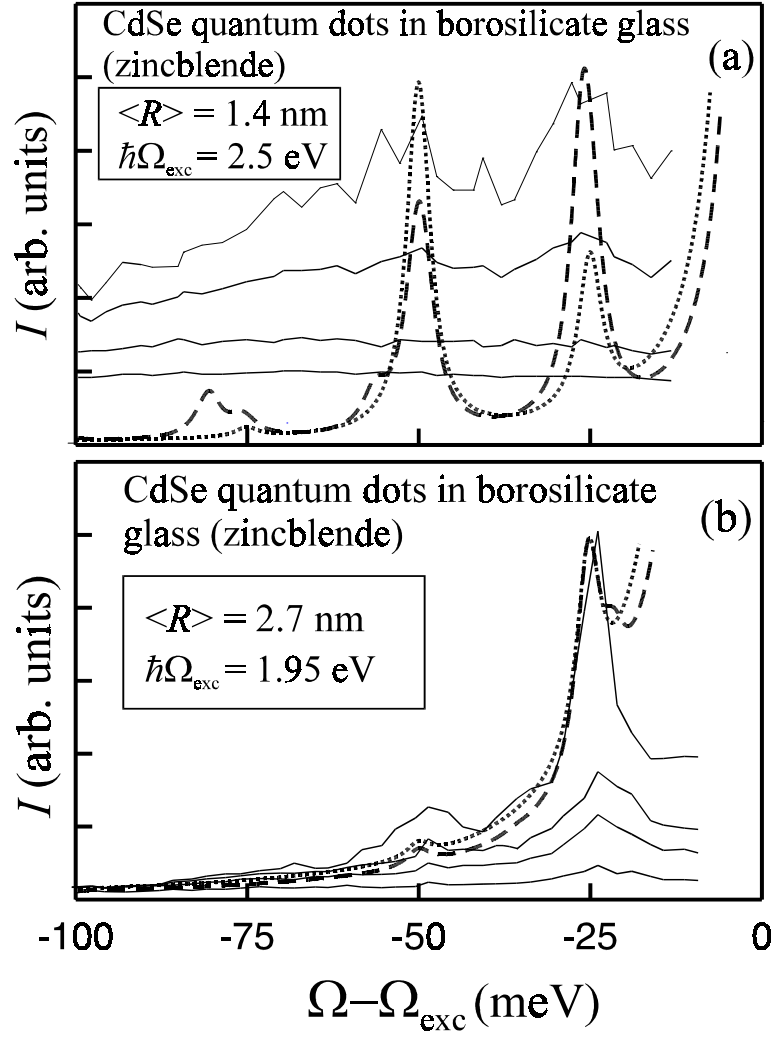 CdSe quantum dots in borosilicate glass
(zincblende)
(a)
<R> = 1.4 nm
ℏΩexc = 2.5 eV
I (arb. units)
CdSe quantum dots in borosilicate
glass (zincblende)
(b)
<R> = 2.7 nm
ℏΩexc = 1.95 eV
I (arb. units)
-100 -75 -50 -25 0
Ω−Ωexc (meV)